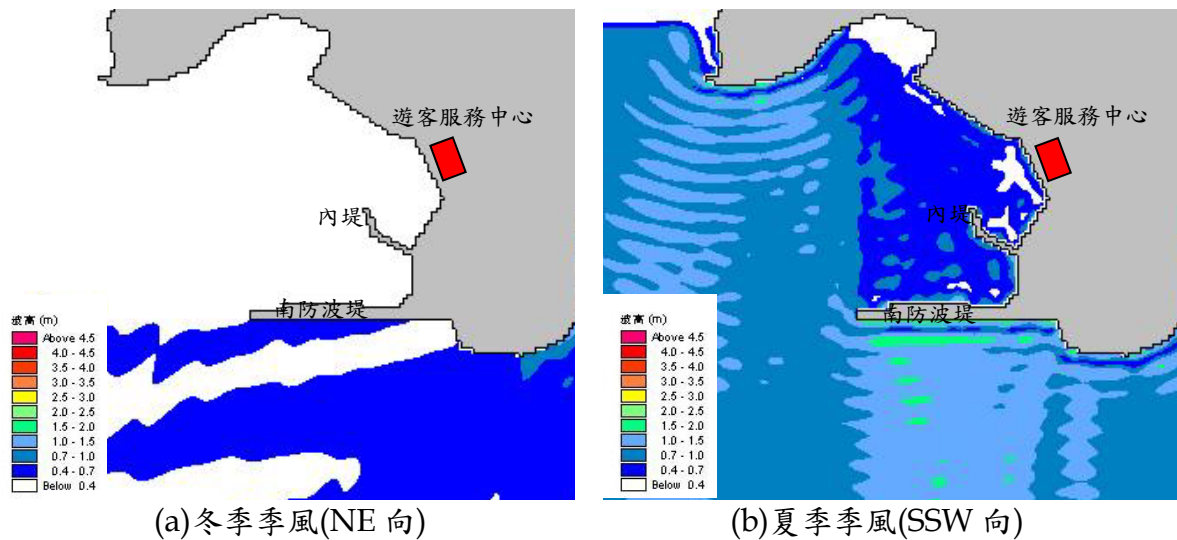 遊客服務中心
內堤
南防波堤
波高 (m)
Above 4.5
4.0 - 4.5
3.5 - 4.0
3.0 - 3.5
2.5 - 3.0
2.0 - 2.5
1.5 - 2.0
1.0 - 1.5
0.7 - 1.0
0.4 - 0.7
Below 0.4
(a)冬季季風(NE 向)
遊客服務中心
內堤
南防波堤
波高 (m)
Above 4.5
4.0 - 4.5
3.5 - 4.0
3.0 - 3.5
2.5 - 3.0
2.0 - 2.5
1.5 - 2.0
1.0 - 1.5
0.7 - 1.0
0.4 - 0.7
Below 0.4
(b)夏季季風(SSW 向)